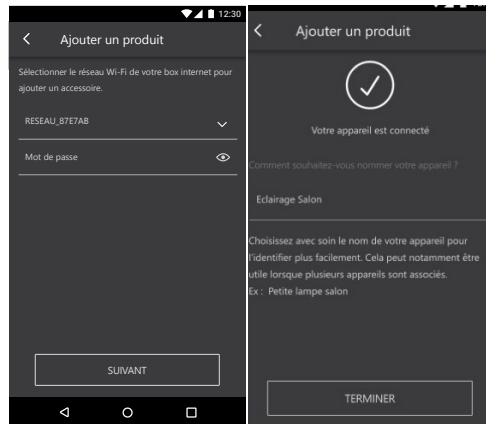 12:30
Ajouter un produit
Sélectionner le réseau Wi-Fi de votre box internet pour
ajouter un accessoire.
RESEAU_87E7AB
Mot de passe
SUIVANT
Ajouter un produit
Votre appareil est connecté
Comment souhaitez-vous nommer votre appareil ?
Eclairage Salon
Choisissez avec soin le nom de votre appareil pour
l'identifier plus facilement. Cela peut notamment être
utile lorsque plusieurs appareils sont associés.
Ex : Petite lampe salon
TERMINER